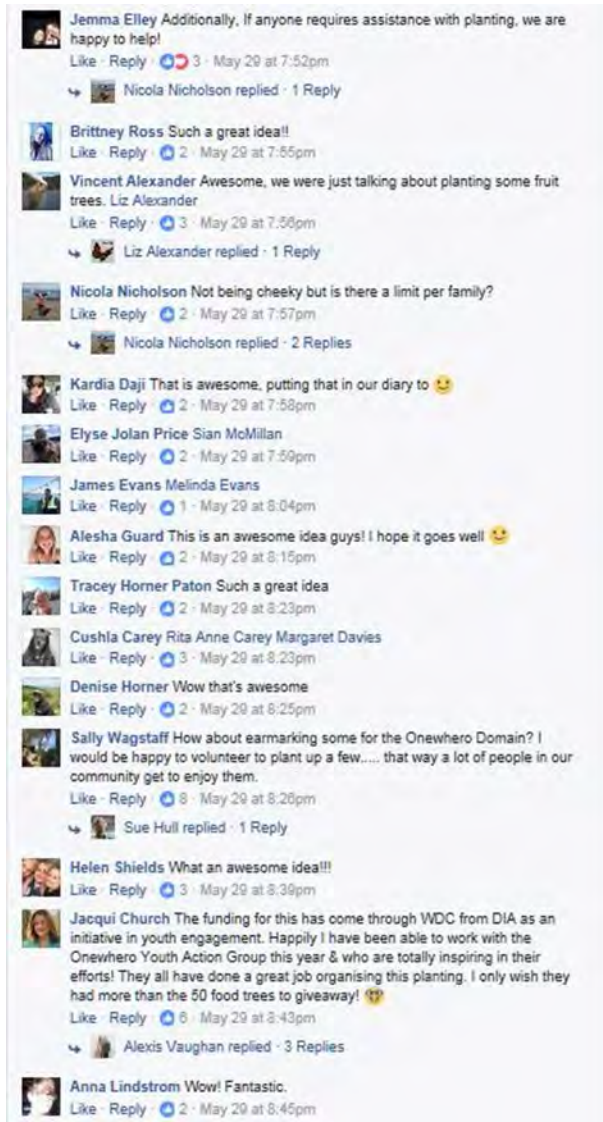 Jemma Elley Additionally, If anyone requires assistance with planting, we are
happy to help!
Like · Reply · 3 · May 29 at 7:52pm
Nicola Nicholson replied · 1 Reply
Brittney Ross Such a great idea!!
Like · Reply · 2 · May 29 at 7:55pm
Vincent Alexander Awesome, we were just talking about planting some fruit
trees. Liz Alexander
Like · Reply · 3 · May 29 at 7:56pm
Liz Alexander replied · 1 Reply
Nicola Nicholson Not being cheeky but is there a limit per family?
Like · Reply · 2 · May 29 at 7:57pm
Nicola Nicholson replied · 2 Replies
Kardia Daji That is awesome, putting that in our diary to
Like · Reply · 2 · May 29 at 7:58pm
Elyse Jolan Price Sian McMillan
Like · Reply · 2 · May 29 at 7:59pm
James Evans Melinda Evans
Like · Reply · 1 · May 29 at 8:04pm
Alesha Guard This is an awesome idea guys! I hope it goes well
Like · Reply · 2 · May 29 at 8:15pm
Tracey Horner Paton Such a great idea
Like · Reply · 2 · May 29 at 8:23pm
Cushla Carey Rita Anne Carey Margaret Davies
Like · Reply · 3 · May 29 at 8:23pm
Denise Horner Wow that's awesome
Like · Reply · 2 · May 29 at 8:25pm
Sally Wagstaff How about earmarking some for the Onewhero Domain? I
would be happy to volunteer to plant up a few..... that way a lot of people in our
community get to enjoy them.
Like · Reply · 8 · May 29 at 8:26pm
Sue Hull replied · 1 Reply
Helen Shields What an awesome idea!!!
Like · Reply · 3 · May 29 at 8:39pm
Jacqui Church The funding for this has come through WDC from DIA as an
initiative in youth engagement. Happily I have been able to work with the
Onewhero Youth Action Group this year & who are totally inspiring in their
efforts! They all have done a great job organising this planting. I only wish they
had more than the 50 food trees to giveaway!
Like · Reply · 6 · May 29 at 8:43pm
Alexis Vaughan replied · 3 Replies
Anna Lindstrom Wow! Fantastic.
Like · Reply · 2 · May 29 at 8:45pm